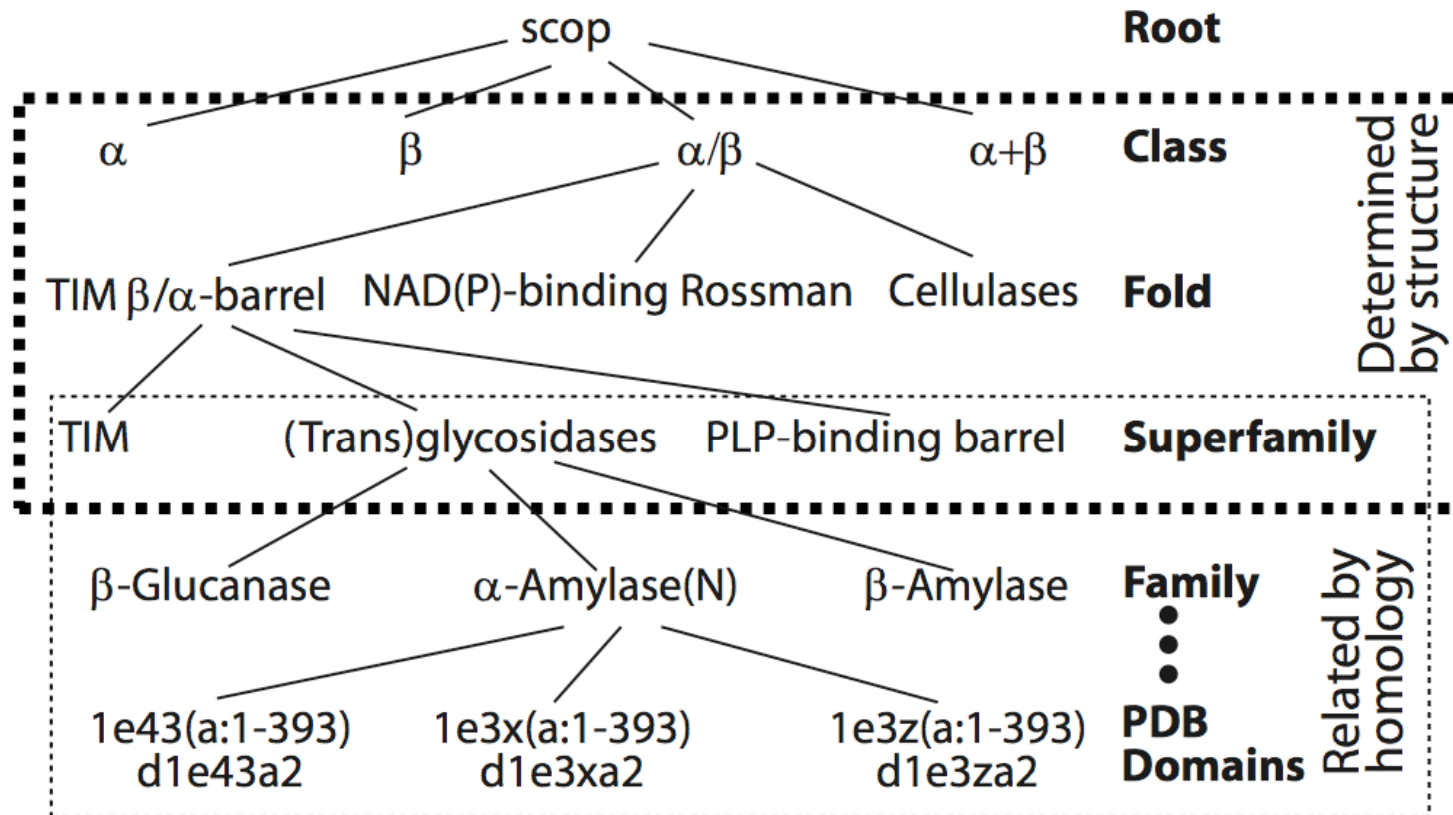 scop Root
α β α/β α+β Class
TIM β/α-barrel NAD(P)-binding Rossman Cellulases Fold
Determined
by structure
TIM (Trans)glycosidases PLP-binding barrel Superfamily
β-Glucanase α-Amylase(N) β-Amylase Family
1e43(a:1-393) 1e3x(a:1-393) 1e3z(a:1-393) PDB
d1e43a2 d1e3xa2 d1e3za2 Domains
Related by
homology